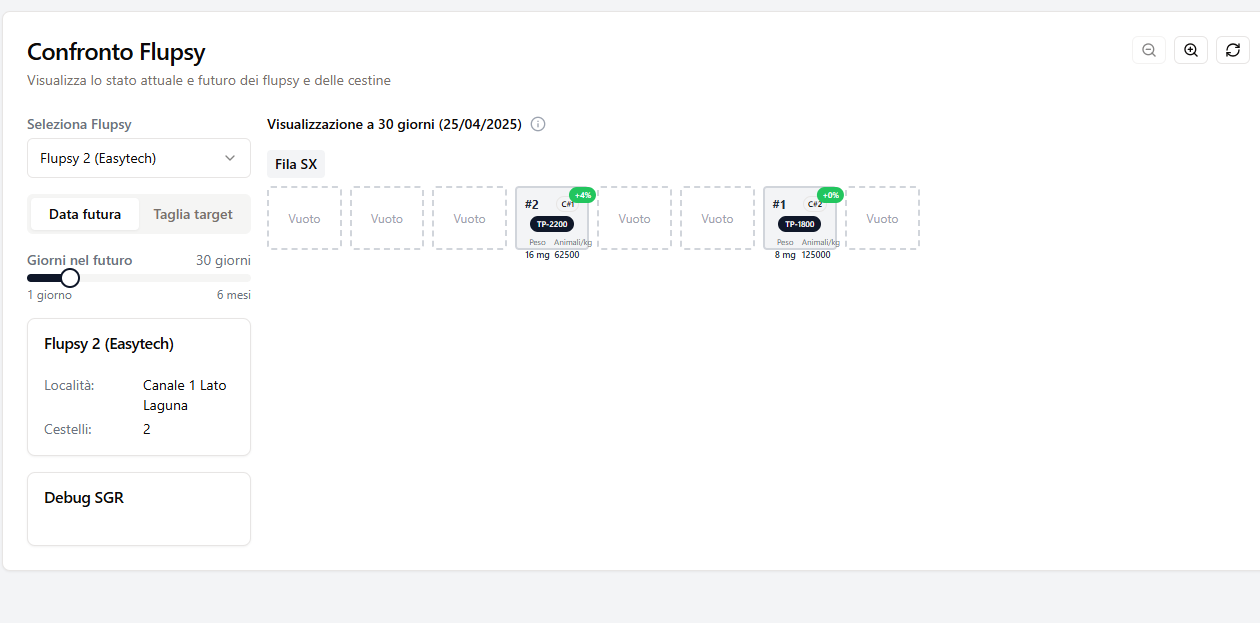 Confronto Flupsy
Visualizza lo stato attuale e futuro dei flupsy e delle cestine
Seleziona Flupsy
Flupsy 2 (Easytech)
Data futura
Taglia target
Giorni nel futuro
30 giorni
1 giorno
6 mesi
Flupsy 2 (Easytech)
Località:
Canale 1 Lato
Laguna
Cestelli:
2
Debug SGR
Visualizzazione a 30 giorni (25/04/2025)
Fila SX
Vuoto
Vuoto
Vuoto
#2
C#1
+4%
TP-2200
Peso
Animali/kg
16 mg
62500
Vuoto
Vuoto
#1
C#2
+0%
TP-1800
Peso
Animali/kg
8 mg
125000
Vuoto